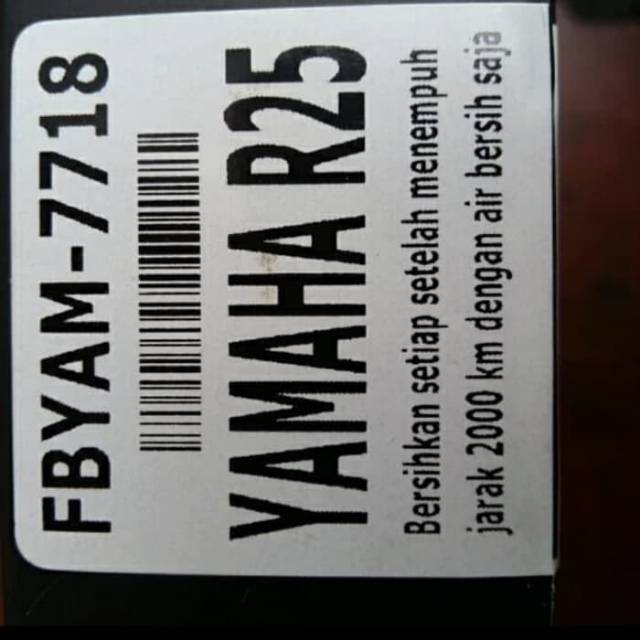 FBYAM-7718
YAMAHA R25
Bersihkan setiap setelah menempuh
jarak 2000 km dengan air bersih saja